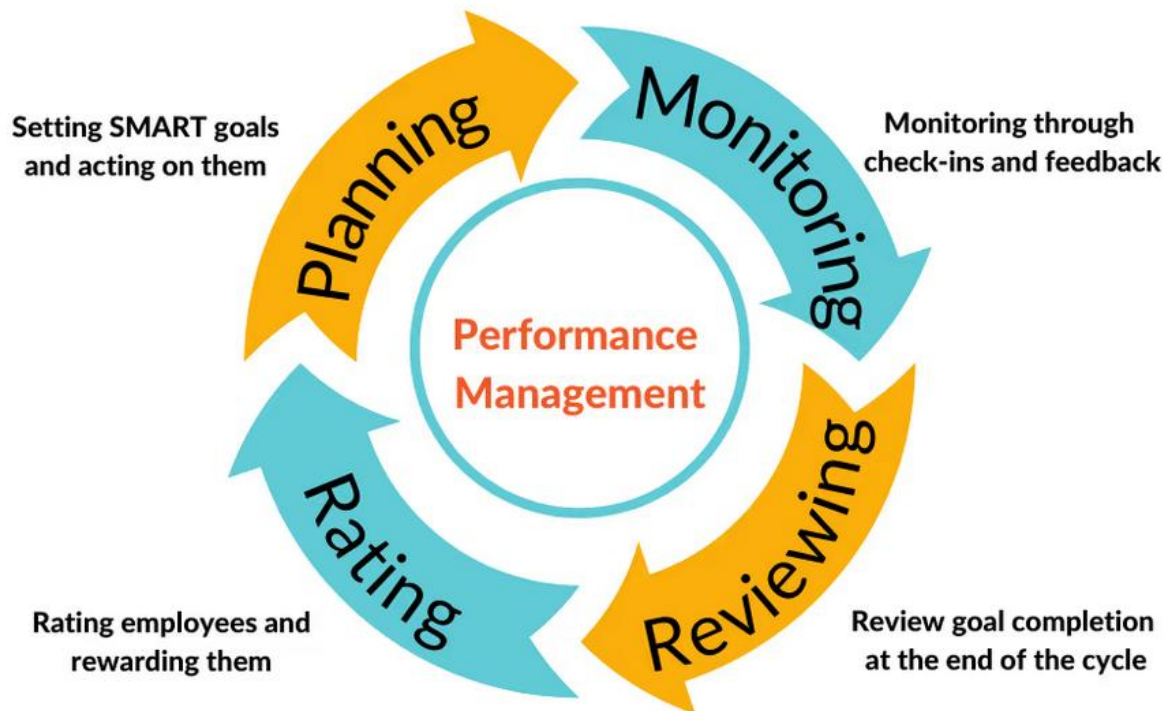 Planning
Setting SMART goals
and acting on them
Monitoring
Monitoring through
check-ins and feedback
Performance
Management
Reviewing
Review goal completion
at the end of the cycle
Rating
Rating employees and
rewarding them